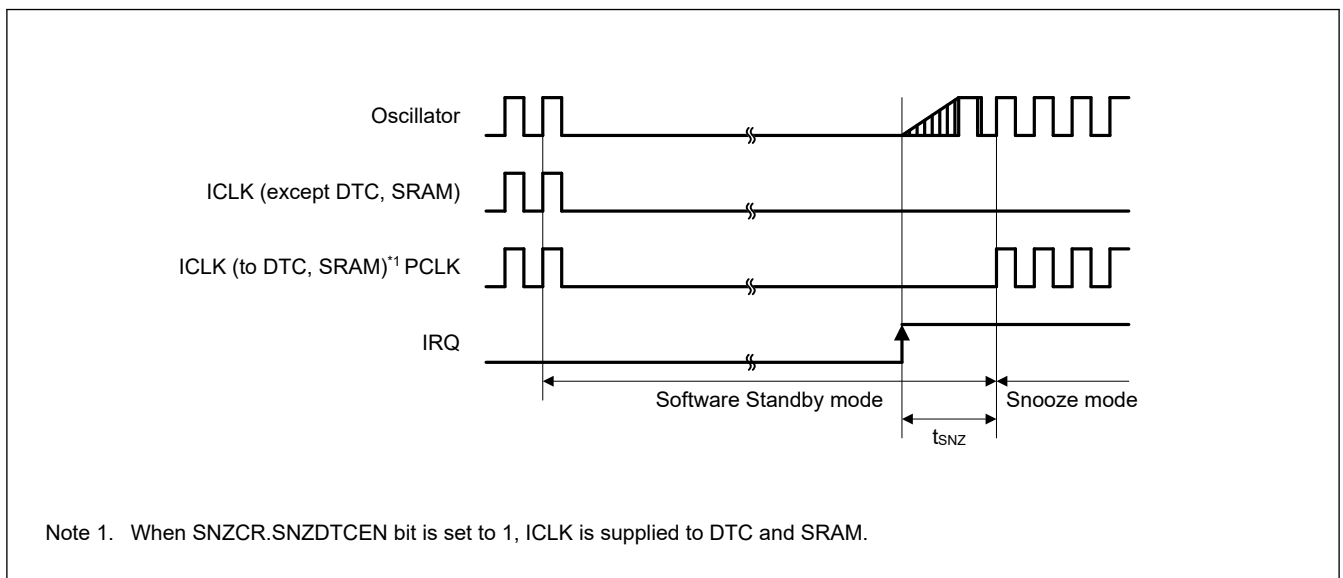 Oscillator
ICLK (except DTC, SRAM)
ICLK (to DTC, SRAM)*1 PCLK
IRQ
Software Standby mode
Snooze mode
tSNZ
Note 1. When SNZCR.SNZDTCEN bit is set to 1, ICLK is supplied to DTC and SRAM.